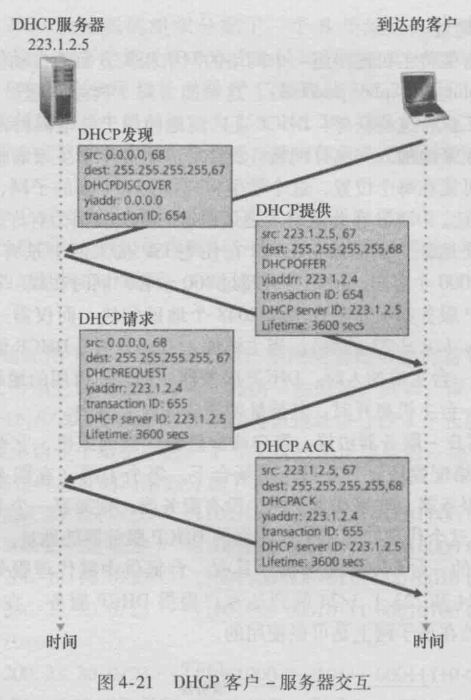 DHCP服务器
223.1.2.5
到达的客户
DHCP发现
src: 0.0.0.0, 68
dest: 255.255.255.255,67
DHCPDISCOVER
yiaddr: 0.0.0.0
transaction ID: 654
DHCP提供
src: 223.1.2.5, 67
dest: 255.255.255.255,68
DHCPOFFER
yiaddrr: 223.1.2.4
transaction ID: 654
DHCP server ID: 223.1.2.5
Lifetime: 3600 secs
DHCP请求
src: 0.0.0.0, 68
dest: 255.255.255.255, 67
DHCPREQUEST
yiaddrr: 223.1.2.4
transaction ID: 655
DHCP server ID: 223.1.2.5
Lifetime: 3600 secs
DHCP ACK
src: 223.1.2.5, 67
dest: 255.255.255.255,68
DHCPACK
yiaddrr: 223.1.2.4
transaction ID: 655
DHCP server ID: 223.1.2.5
Lifetime: 3600 secs
时间
时间
图4-21 DHCP 客户-服务器交互